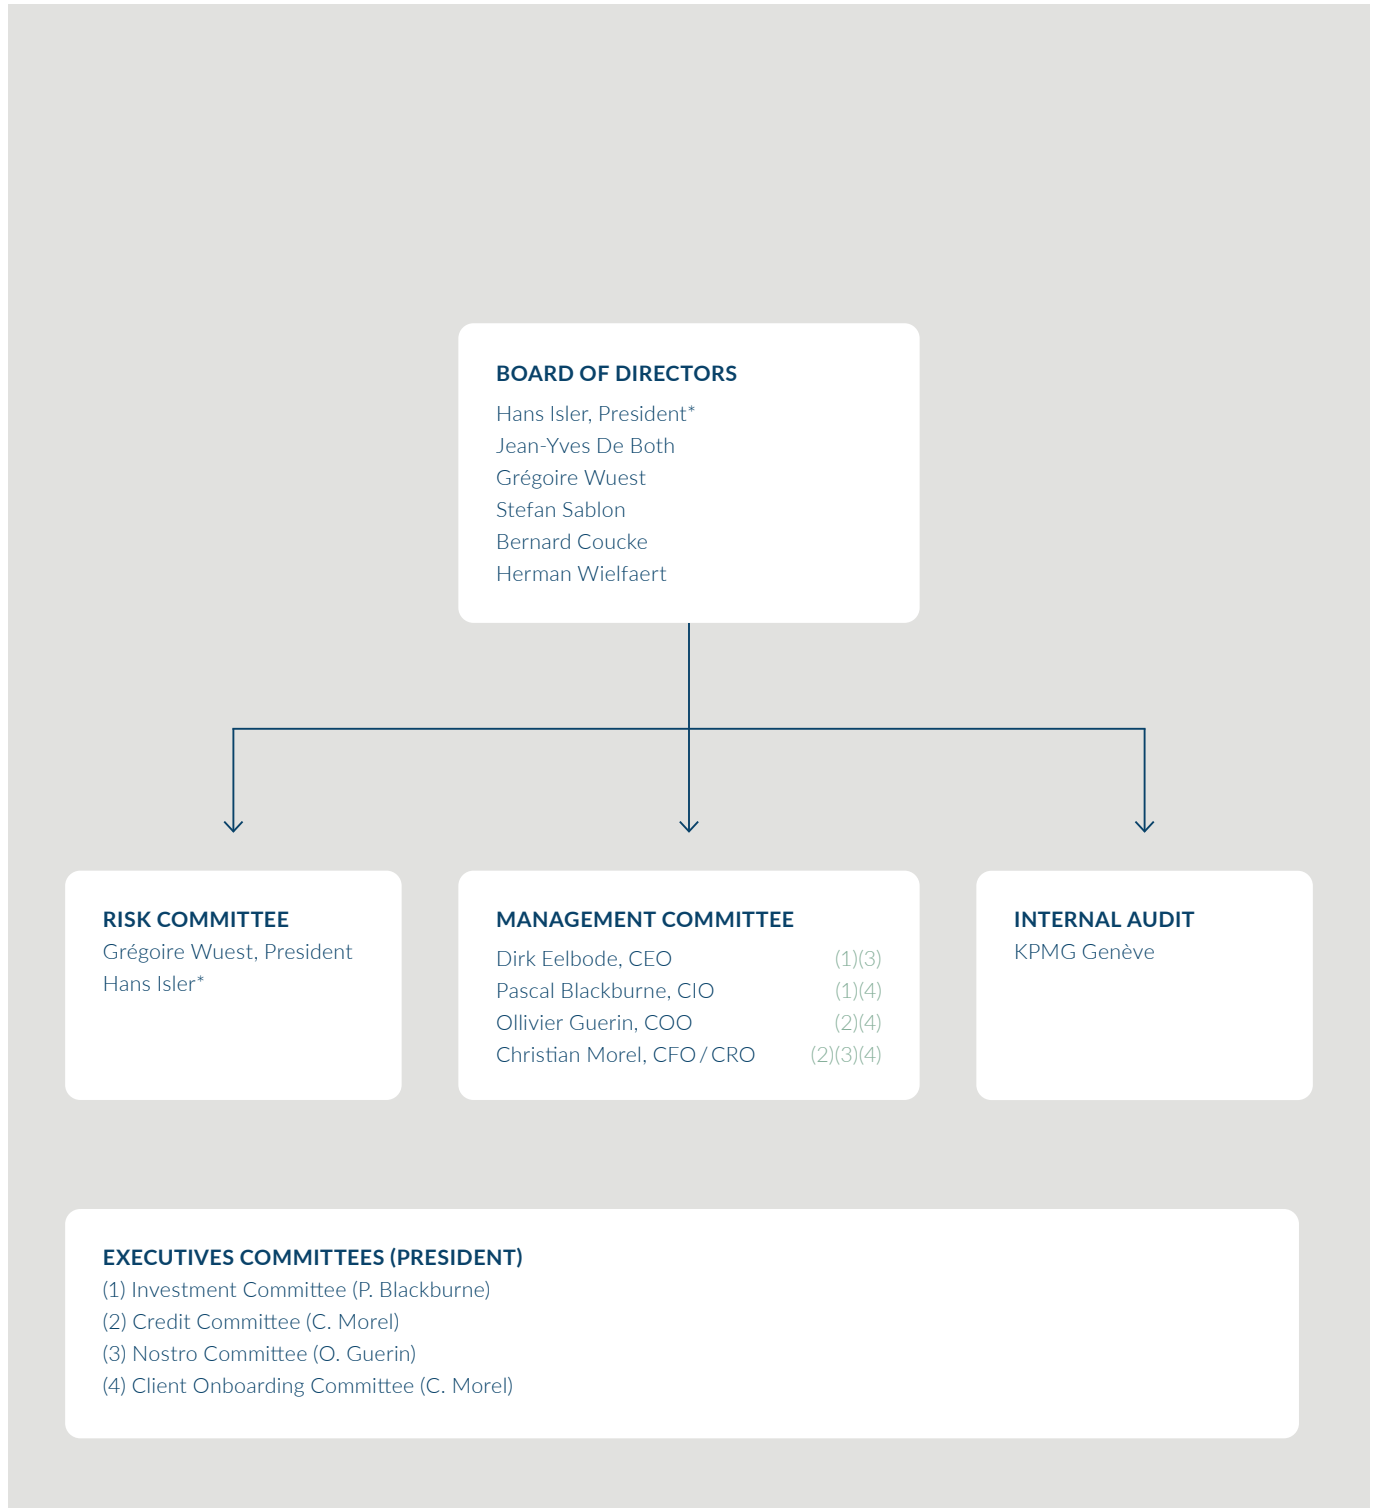 BOARD OF DIRECTORS
Hans Isler, President*
Jean-Yves De Both
Grégoire Wuest
Stefan Sablon
Bernard Coucke
Herman Wielfaert
RISK COMMITTEE
Grégoire Wuest, President
Hans Isler*
MANAGEMENT COMMITTEE
Dirk Eelbode, CEO (1)(3)
Pascal Blackburne, CIO (1)(4)
Ollivier Guerin, COO (2)(4)
Christian Morel, CFO / CRO (2)(3)(4)
INTERNAL AUDIT
KPMG Genève
EXECUTIVES COMMITTEES (PRESIDENT)
(1) Investment Committee (P. Blackburne)
(2) Credit Committee (C. Morel)
(3) Nostro Committee (O. Guerin)
(4) Client Onboarding Committee (C. Morel)